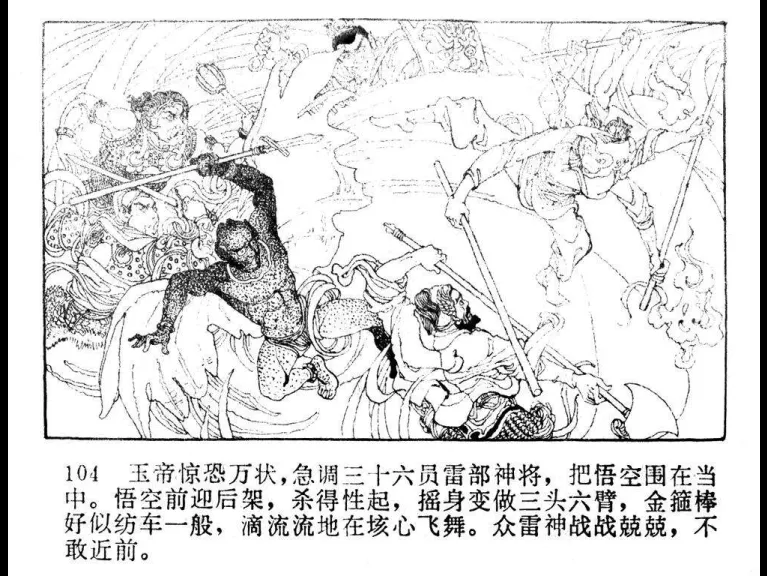 104 玉帝惊恐万状，急调三十六员雷部神将，把悟空围在当
中。悟空前迎后架，杀得性起，摇身变做三头六臂，金箍棒
好似纺车一般，滴流流地在垓心飞舞。众雷神战战兢兢，不
敢近前。